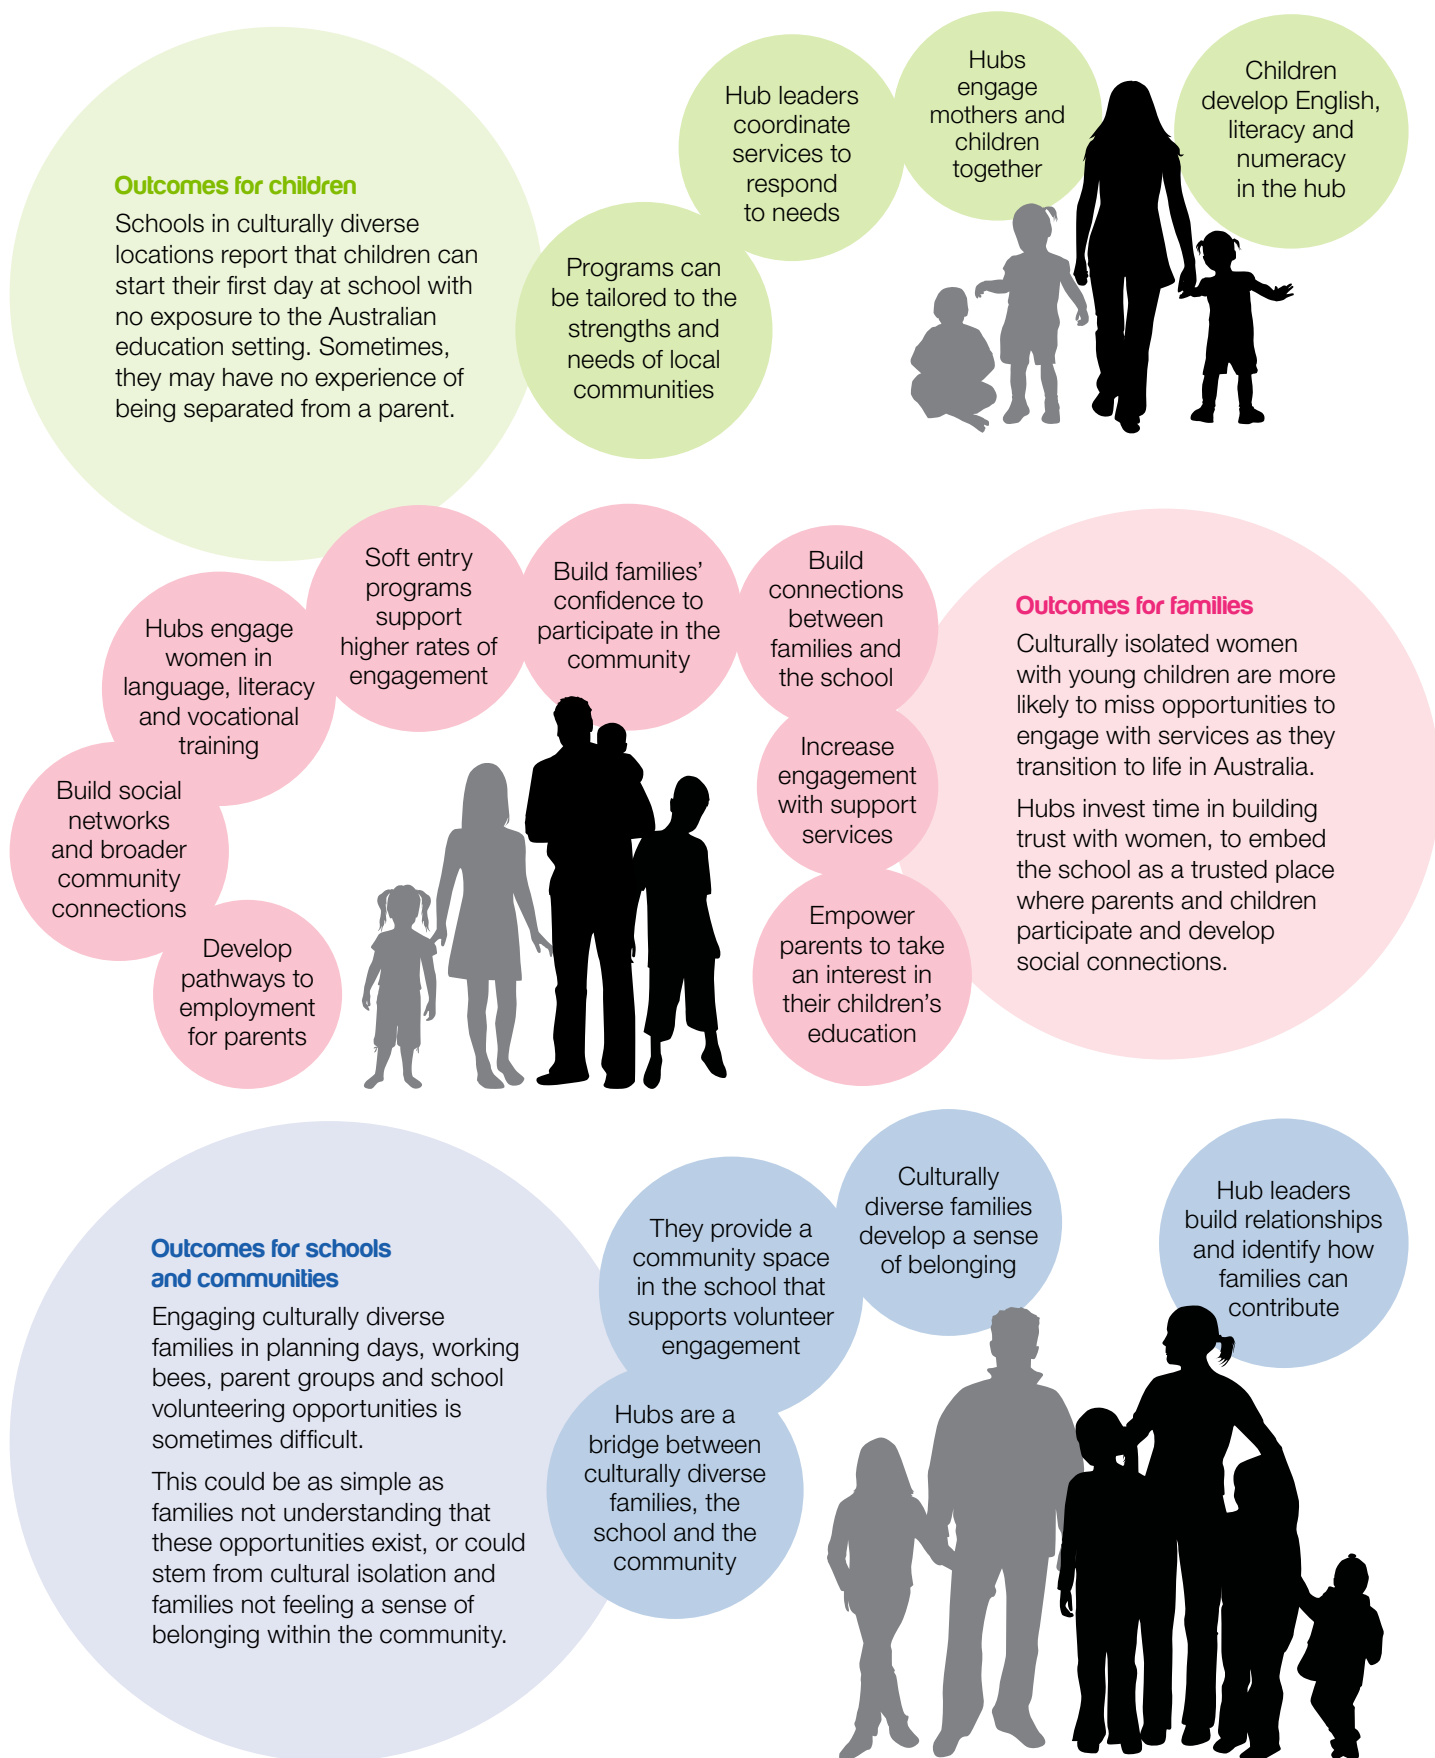 Outcomes for children
Schools in culturally diverse
locations report that children can
start their first day at school with
no exposure to the Australian
education setting. Sometimes,
they may have no experience of
being separated from a parent.
Programs can
be tailored to the
strengths and
needs of local
communities
Hub leaders
coordinate
services to
respond
to needs
Hubs
engage
mothers and
children
together
Children
develop English,
literacy and
numeracy
in the hub
Outcomes for families
Culturally isolated women
with young children are more
likely to miss opportunities to
engage with services as they
transition to life in Australia.
Hubs invest time in building
trust with women, to embed
the school as a trusted place
where parents and children
participate and develop
social connections.
Develop
pathways to
employment
for parents
Build social
networks
and broader
community
connections
Hubs engage
women in
language, literacy
and vocational
training
Soft entry
programs
support
higher rates of
engagement
Build families’
confidence to
participate in the
community
Build
connections
between
families and
the school
Increase
engagement
with support
services
Empower
parents to take
an interest in
their children’s
education
Outcomes for schools
and communities
Engaging culturally diverse
families in planning days, working
bees, parent groups and school
volunteering opportunities is
sometimes difficult.
This could be as simple as
families not understanding that
these opportunities exist, or could
stem from cultural isolation and
families not feeling a sense of
belonging within the community.
Hubs are a
bridge between
culturally diverse
families, the
school and the
community
They provide a
community space
in the school that
supports volunteer
engagement
Culturally
diverse families
develop a sense
of belonging
Hub leaders
build relationships
and identify how
families can
contribute